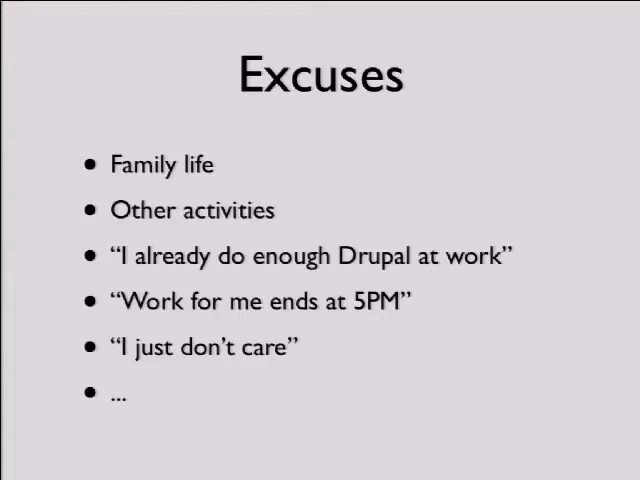 Excuses
• Family life
• Other activities
• “I already do enough Drupal at work”
• “Work for me ends at 5PM”
• “I just don’t care”
• ...